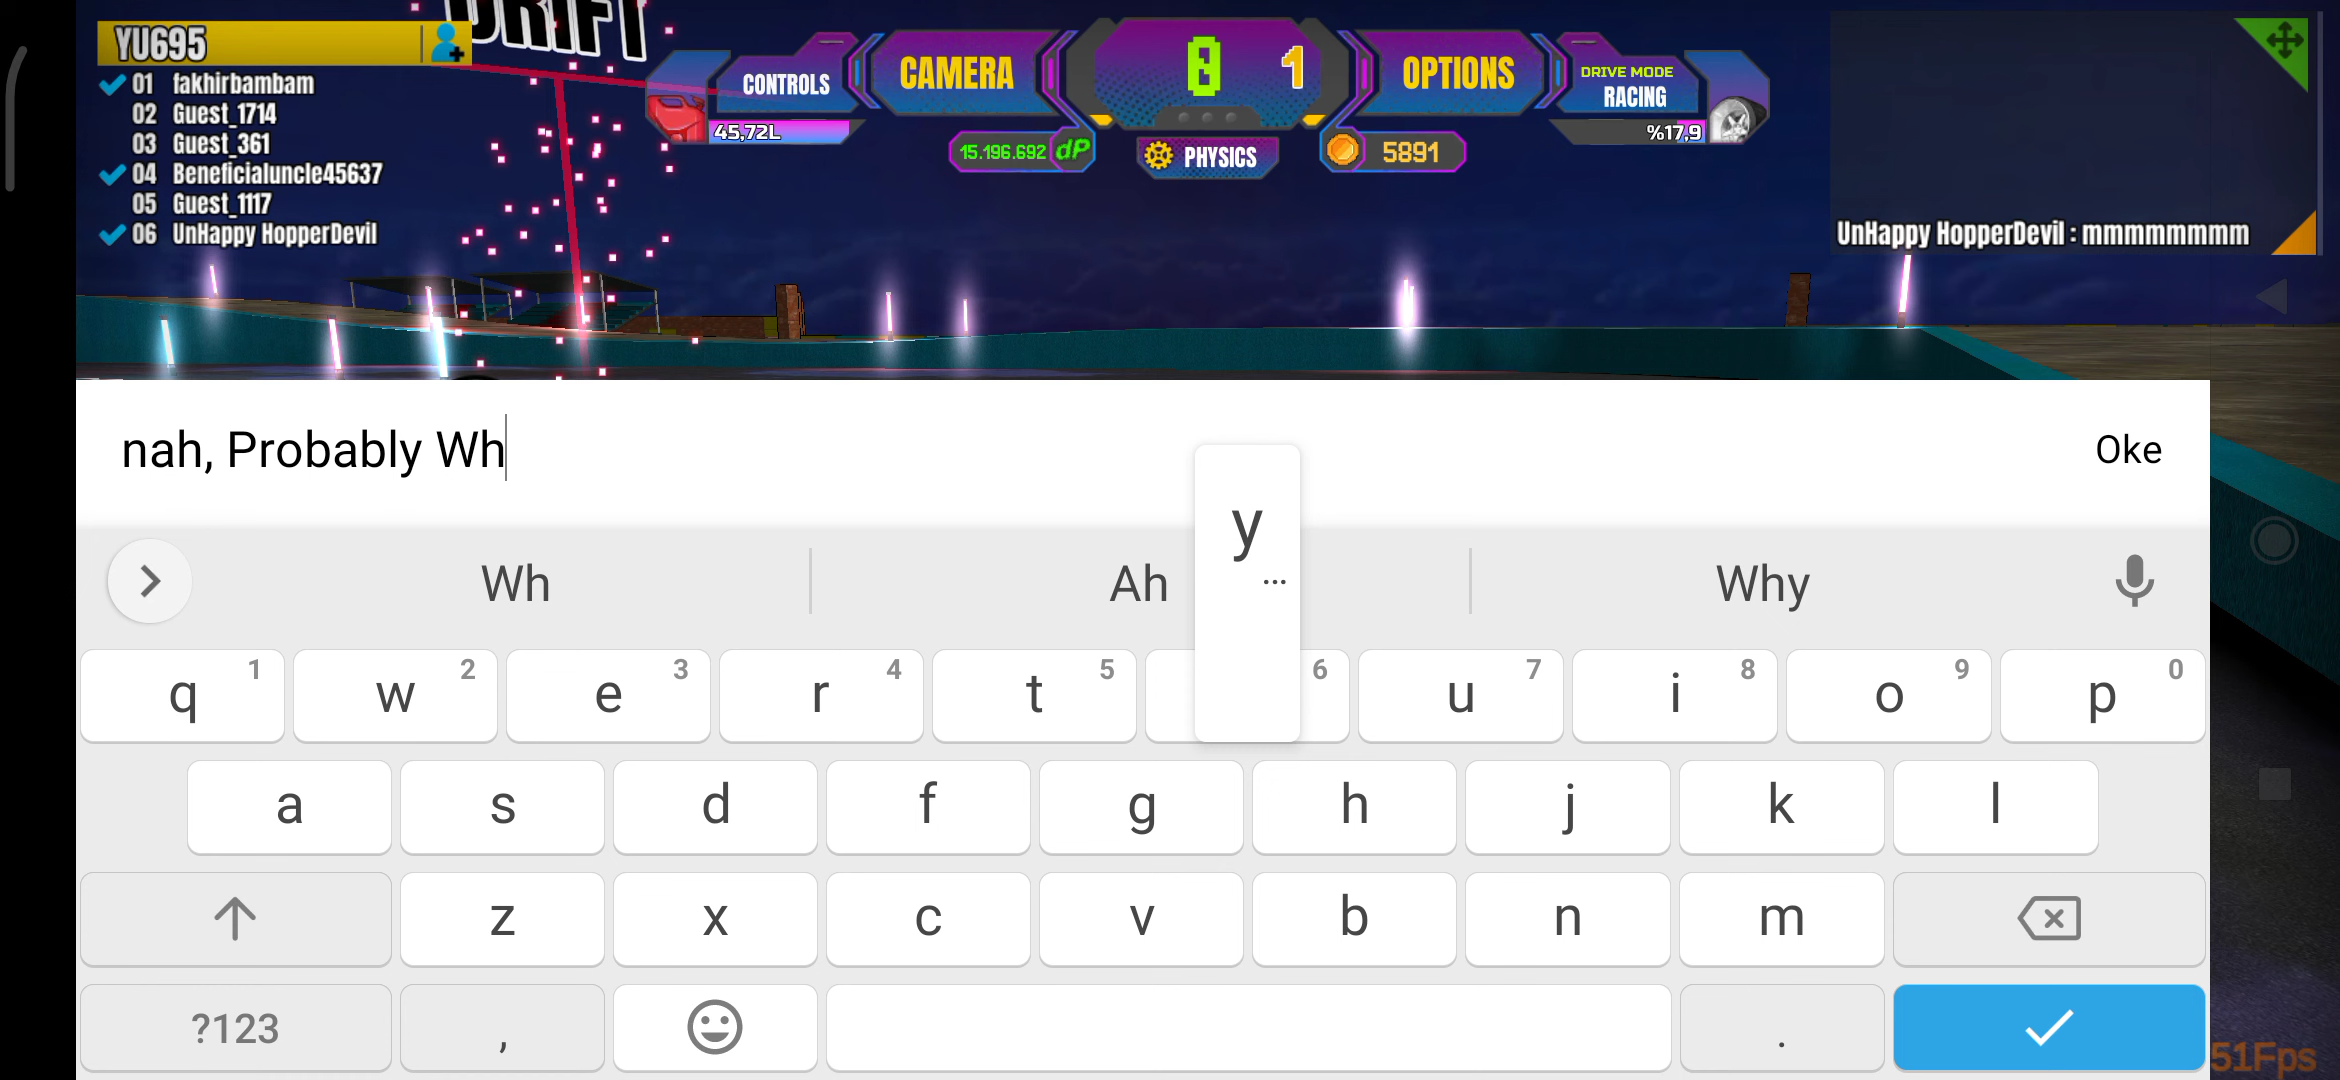 DRIFT
YU695
01 fakhirbambam
02 Guest_1714
03 Guest_361
04 Beneficialuncle45637
05 Guest_1117
06 UnHappy HopperDevil
CONTROLS
45,72L
CAMERA
1
OPTIONS
DRIVE MODE
RACING
%17,9
15.196.692 dP
PHYSICS
5891
UnHappy HopperDevil : mmmmmmmm
nah, Probably Wh
Oke
y
...
Wh Ah Why
q 1 w 2 e 3 r 4 t 5 6 u 7 i 8 o 9 p 0
a s d f g h j k l
z x c v b n m
?123 , .
51Fps